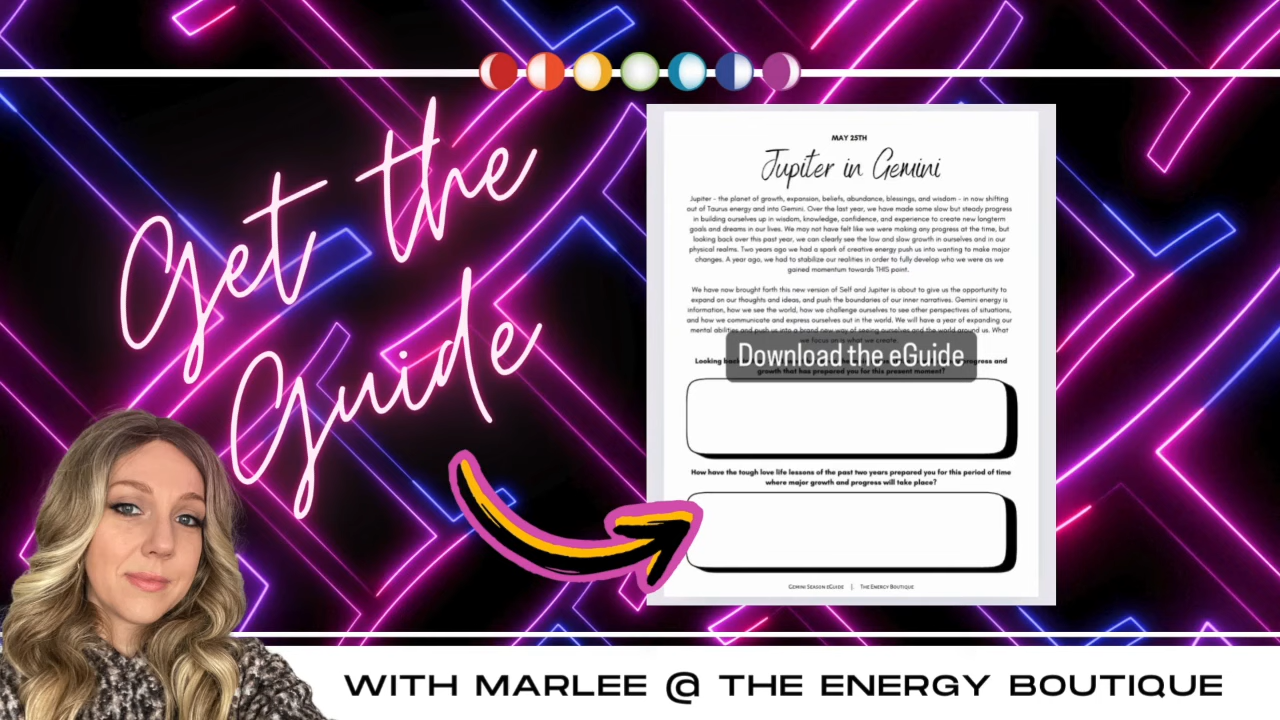 Get the
Guide
MAY 25TH
Jupiter in Gemini
Jupiter - the planet of growth, expansion, beliefs, abundance, blessings, and wisdom - in now shifting
out of Taurus energy and into Gemini. Over the last year, we have made some slow but steady progress
in building ourselves up in wisdom, knowledge, confidence, and experience to create new longterm
goals and dreams in our lives. We may not have felt like we were making any progress at the time, but
looking back over this past year, we can clearly see the low and slow growth in ourselves and in our
physical realms. Two years ago we had a spark of creative energy push us into wanting to make major
changes. A year ago, we had to stabilize our realities in order to fully develop who we were as we
gained momentum towards THIS point.
We have now brought forth this new version of Self and Jupiter is about to give us the opportunity to
expand on our thoughts and ideas, and push the boundaries of our inner narratives. Gemini energy is
information, how we see the world, how we challenge ourselves to see other perspectives of situations,
and how we communicate and express ourselves out in the world. We will have a year of expanding our
mental abilities and push us into a brand new way of seeing ourselves and the world around us. What
we focus on is what we create.
Download the eGuide
Looking back progress and
growth that has prepared you for this present moment?
How have the tough love life lessons of the past two years prepared you for this period of time
where major growth and progress will take place?
GEMINI SEASON EGUIDE | THE ENERGY BOUTIQUE
WITH MARLEE @ THE ENERGY BOUTIQUE